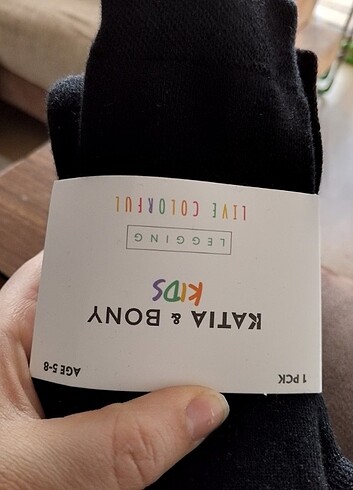 1 PCK
AGE 5-8
KATIA & BONY
KIDS
LEGGING
LIVE COLORFUL